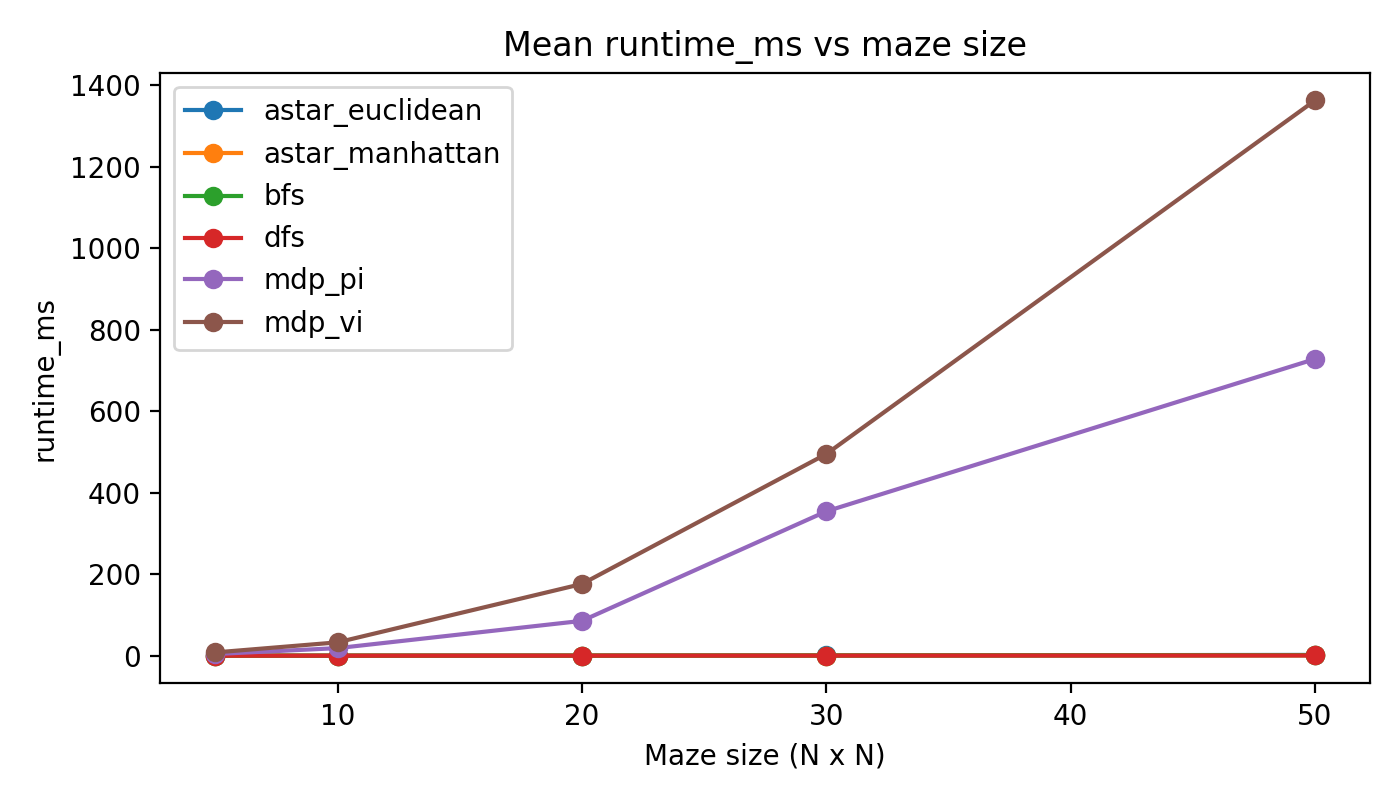 Mean runtime_ms vs maze size
1400
1200
1000
800
600
400
200
0
runtime_ms
astar_euclidean
astar_manhattan
bfs
dfs
mdp_pi
mdp_vi
10
20
30
40
50
Maze size (N x N)